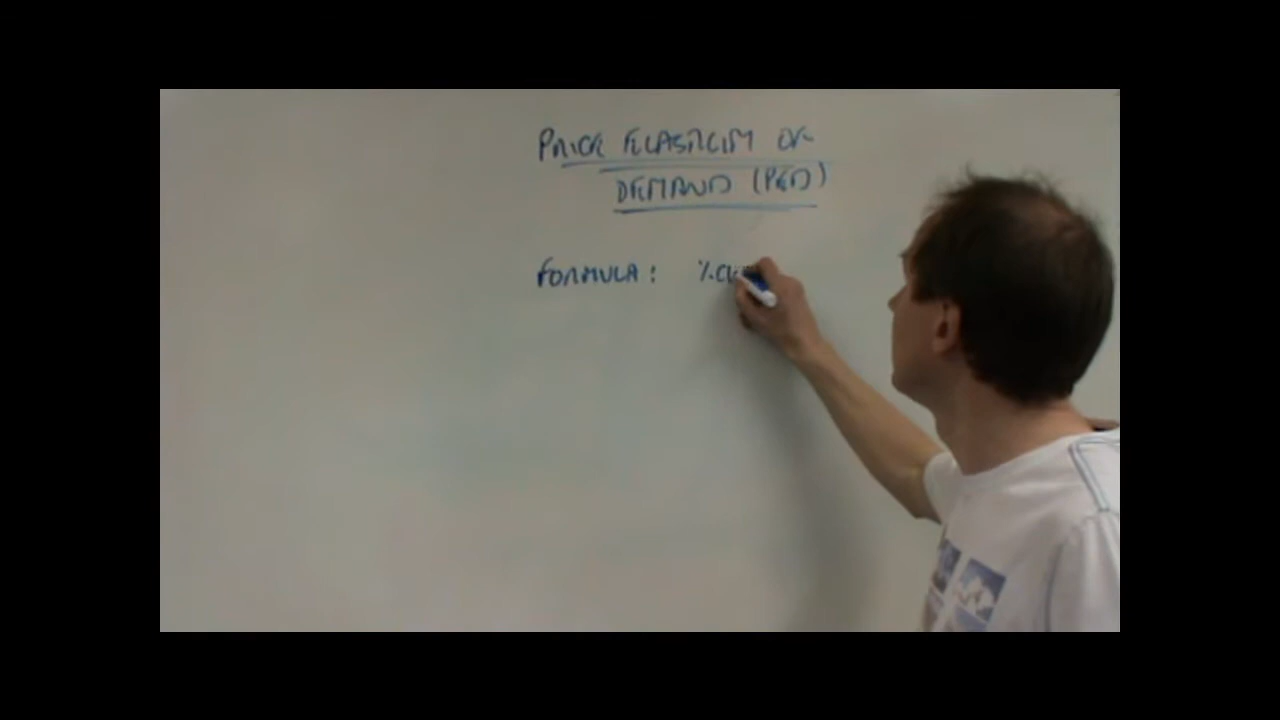 PRICE ELASTICITY OF
DEMAND (PED)
FORMULA: %